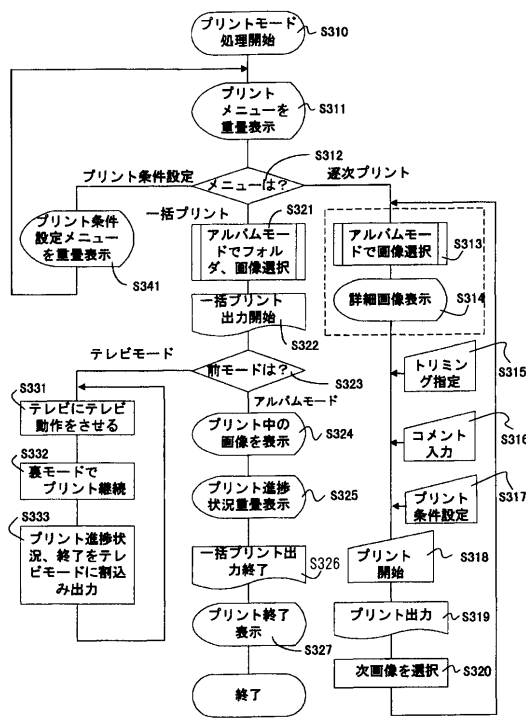 プリントモード
処理開始
S310
プリント
メニューを
重畳表示
S311
S312
メニューは?
プリント条件設定
逐次プリント
一括プリント
プリント条件
設定メニュー
を重畳表示
S341
S321
アルバムモード
でフォル
ダ、画像選択
一括プリント
出力開始
S322
前モードは?
S323
テレビモード
アルバムモード
S331
テレビにテレビ
動作をさせる
S332
裏モードで
プリント継続
S333
プリント進捗状
況、終了をテレ
ビモードに割込
み出力
プリント中の
画像を表示
S324
プリント進捗
状況重畳表示
S325
一括プリント出
力終了
S326
プリント終了
表示
S327
終了
アルバムモード
で画像選択
S313
詳細画像表示
S314
トリミン
グ指定
S315
コメント
入力
S316
プリント
条件設定
S317
プリント
開始
S318
プリント出力
S319
次画像を選択
S320